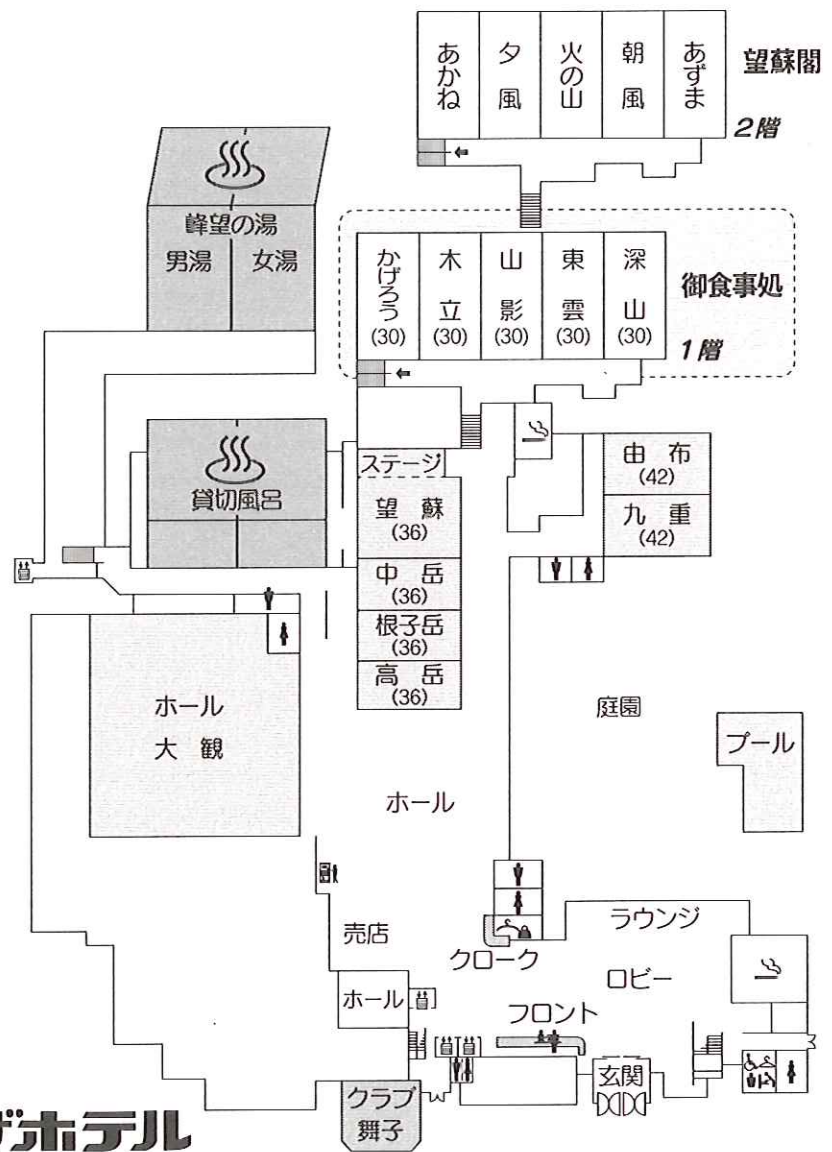 あかね
夕風
火の山
朝風
あずま
望蘇閣
2階
峰望の湯
男湯
女湯
かげろう
(30)
木立
(30)
山影
(30)
東雲
(30)
深山
(30)
御食事処
1階
ステージ
望蘇
(36)
中岳
(36)
根子岳
(36)
高岳
(36)
由布
(42)
九重
(42)
貸切風呂
ホール
大観
庭園
プール
ホール
売店
クローク
ラウンジ
ロビー
ホール
フロント
玄関
クラブ
舞子
ザホテル